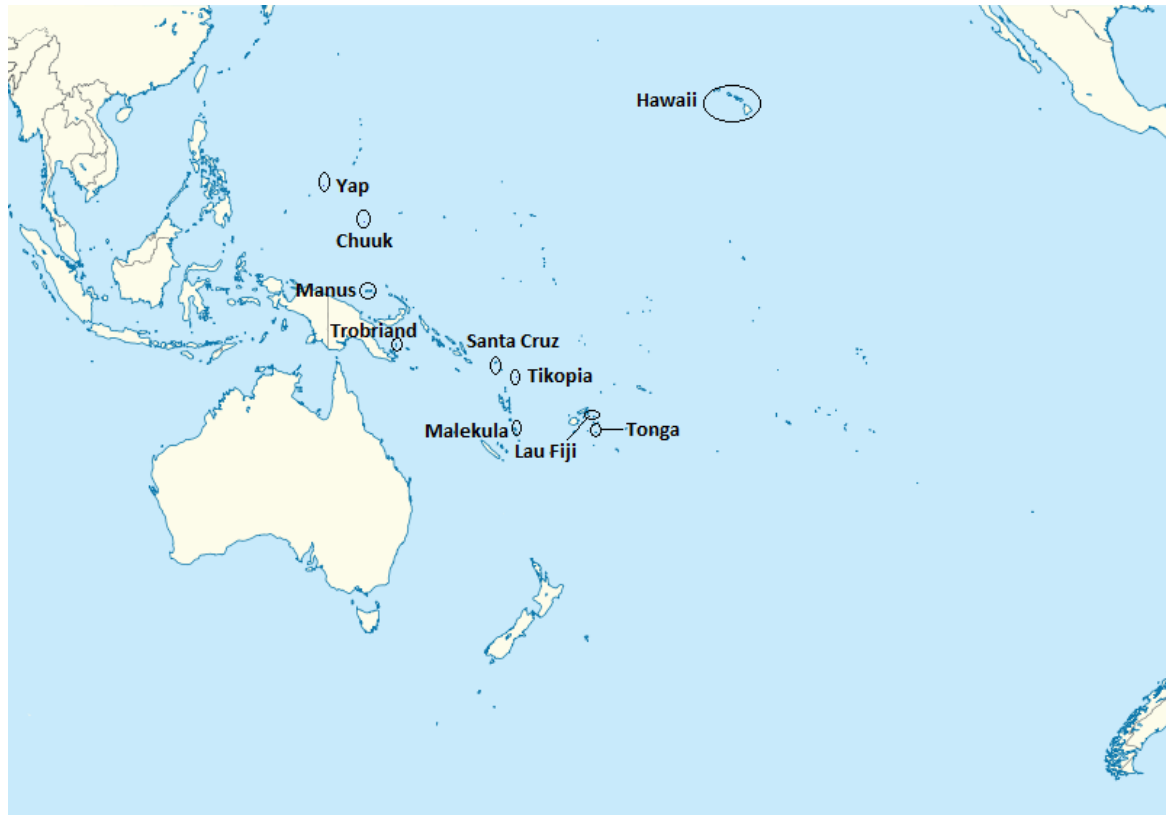 Hawaii
Yap
Chuuk
Manus
Trobriand
Santa Cruz
Tikopia
Malekula
Tonga
Lau Fiji